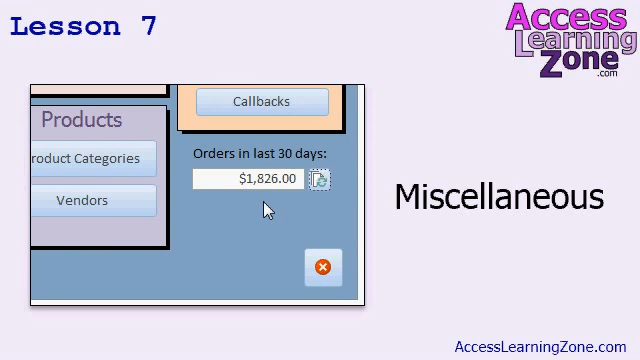 Lesson 7
Access
Learning
Zone
.com
Callbacks
Products
roduct Categories
Vendors
Orders in last 30 days:
$1,826.00
Miscellaneous
AccessLearningZone.com